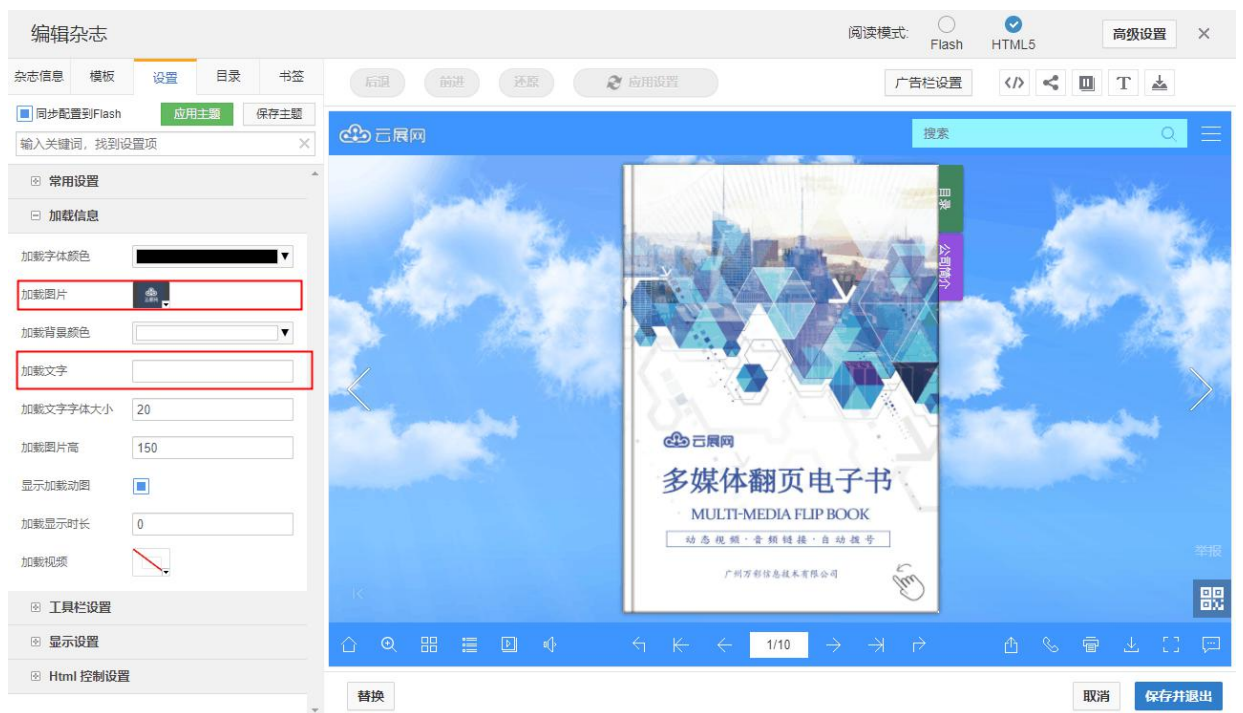 编辑杂志
阅读模式:
Flash
HTML5
高级设置
杂志信息 模板 设置 目录 书签
后退 前进 还原 应用设置
广告栏设置
同步配置到Flash 应用主题 保存主题
输入关键词，找到设置项
常用设置
加载信息
加载字体颜色
加载图片
加载背景颜色
加载文字
加载文字字体大小 20
加载图片高 150
显示加载动图
加载显示时长 0
加载视频
工具栏设置
显示设置
Html 控制设置
云展网
搜索
目录
公司简介
云展网
多媒体翻页电子书
MULTI-MEDIA FLIP BOOK
动态视频·音频链接·自动拨号
广州万彩信息技术有限公司
举报
1/10
替换
取消
保存并退出